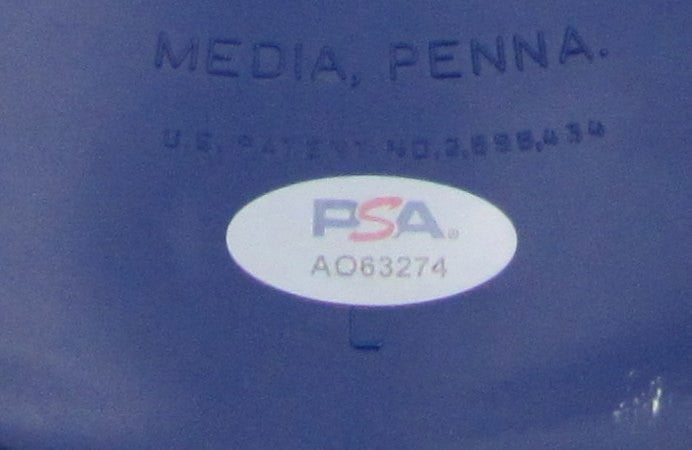 MEDIA, PENNA.
U.S. PATENT NO.
PSA®
AO63274